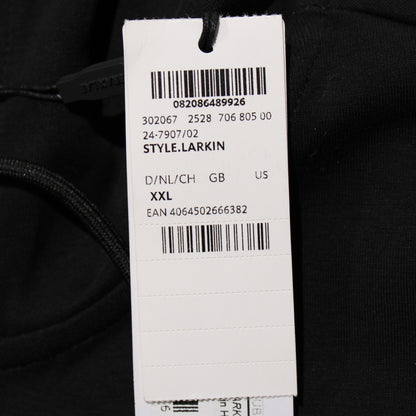 082086489926
302067 2528 706 805 00
24-7907/02
STYLE.LARKIN
D/NL/CH GB US
XXL
EAN 4064502666382